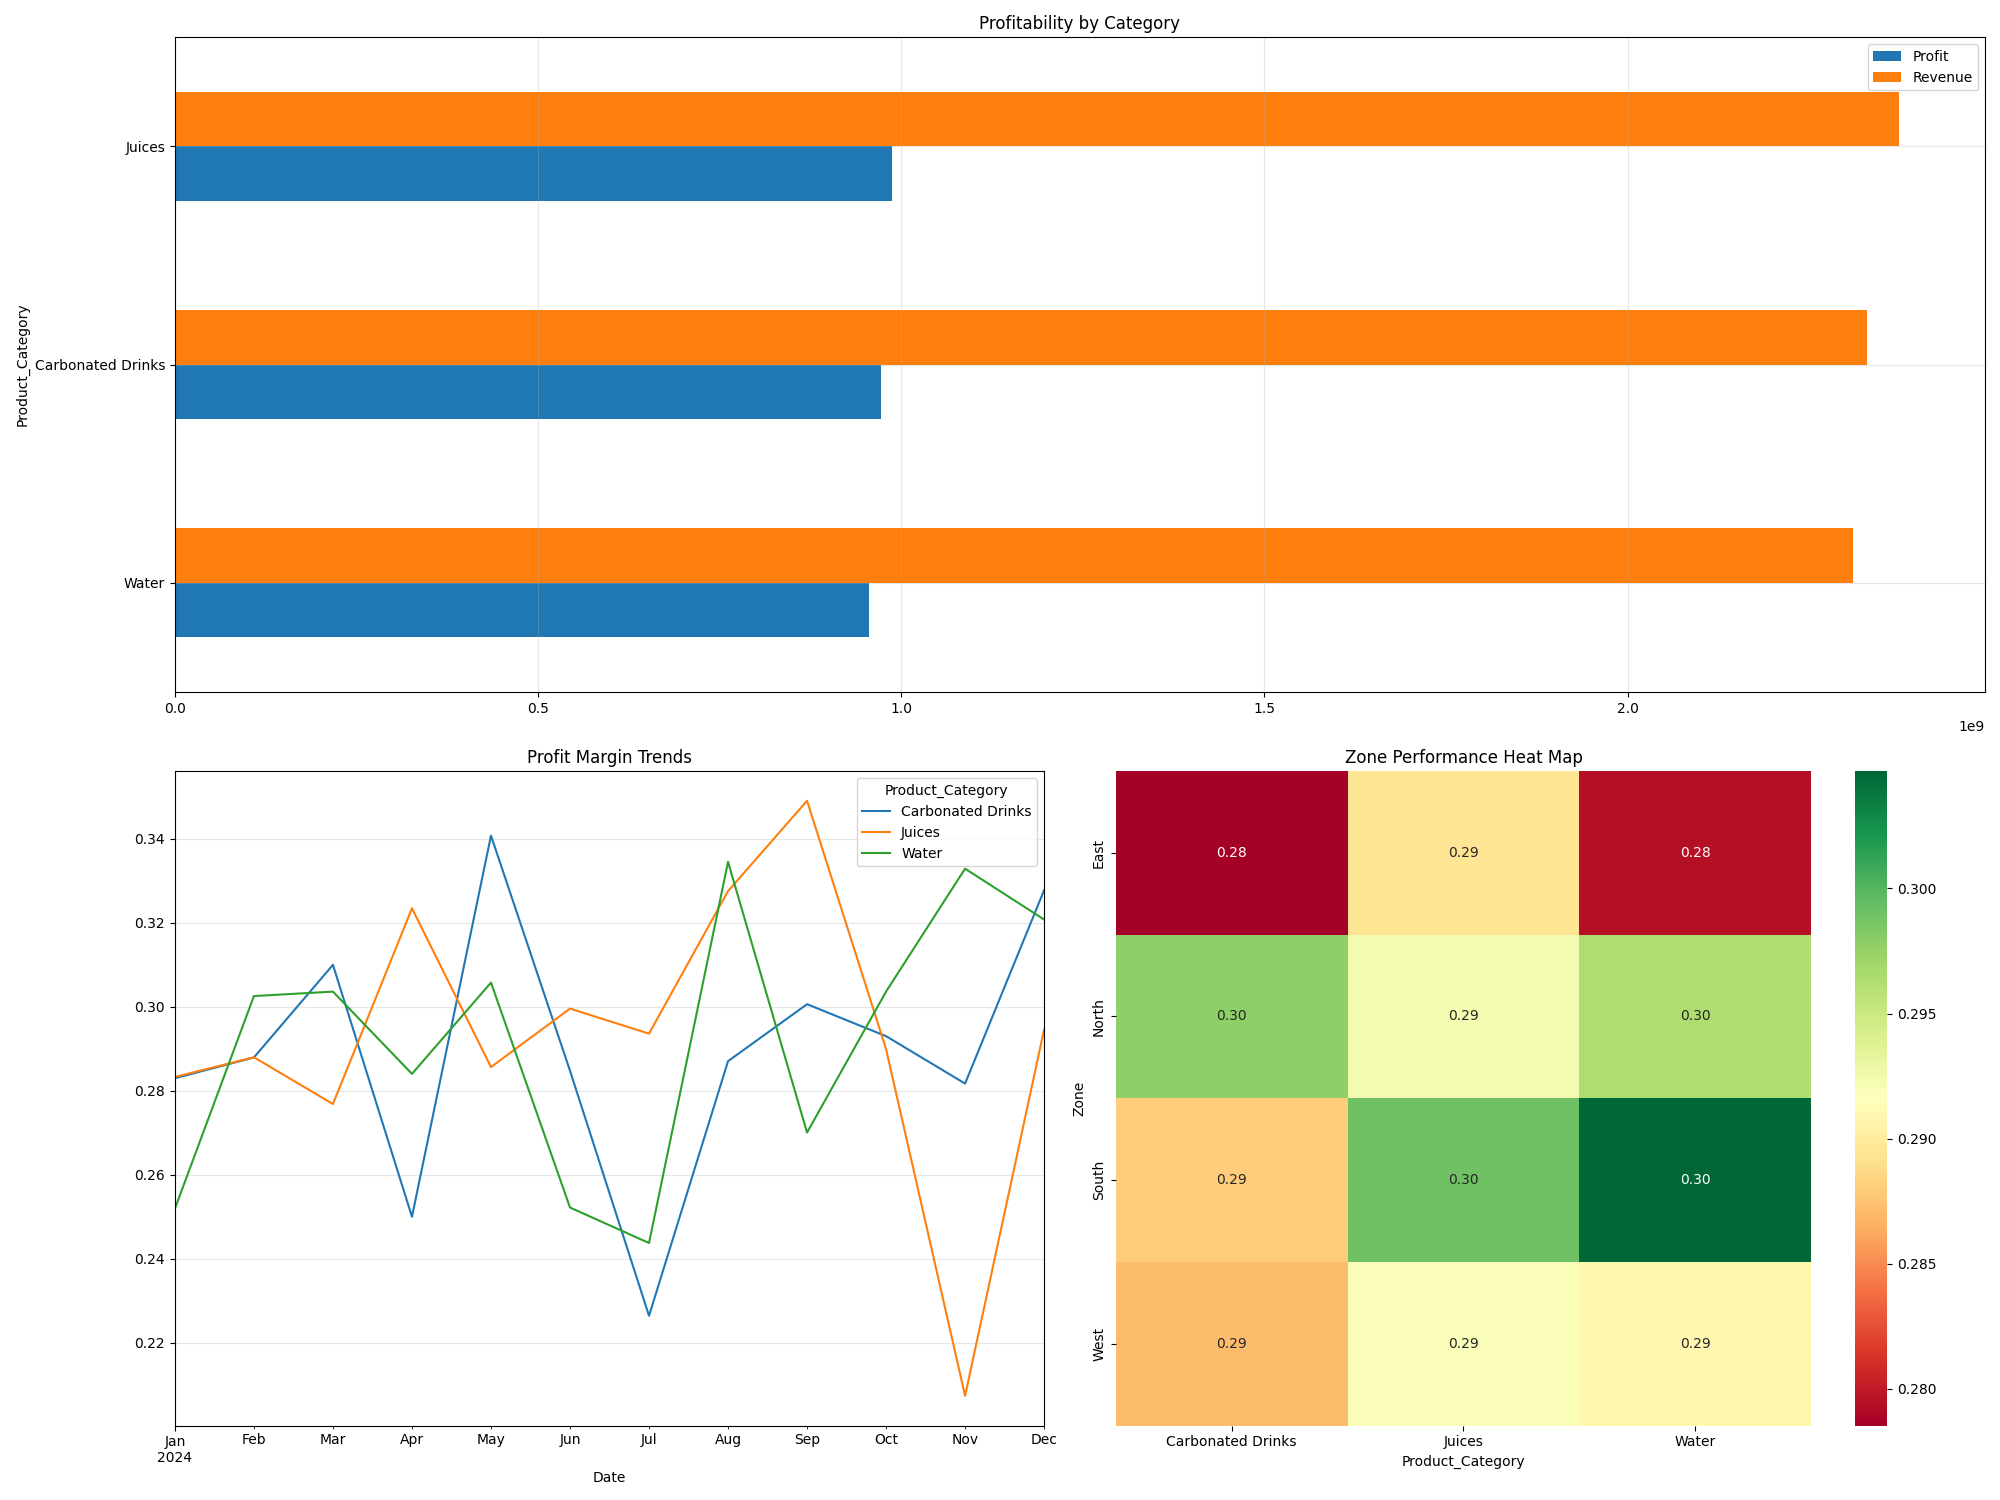 Profitability by Category
Profit
Revenue
Product_Category
Juices
Carbonated Drinks
Water
0.0 0.5 1.0 1.5 2.0
1e9
Profit Margin Trends
Product_Category
Carbonated Drinks
Juices
Water
0.34
0.32
0.30
0.28
0.26
0.24
0.22
Jan Feb Mar Apr May Jun Jul Aug Sep Oct Nov Dec
2024
Date
Zone Performance Heat Map
Zone
East 0.28 0.29 0.28
North 0.30 0.29 0.30
South 0.29 0.30 0.30
West 0.29 0.29 0.29
Carbonated Drinks Juices Water
Product_Category
0.300
0.295
0.290
0.285
0.280